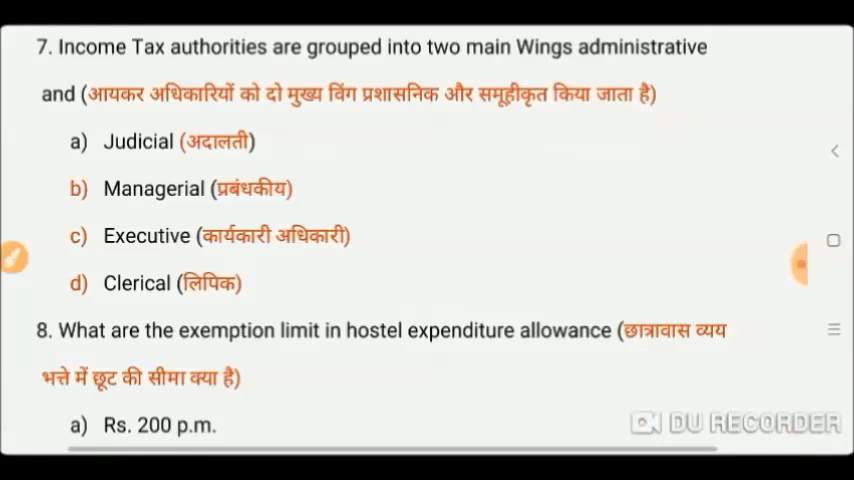 7. Income Tax authorities are grouped into two main Wings administrative
and (आयकर अधिकारियों को दो मुख्य विंग प्रशासनिक और समूहीकृत किया जाता है)
a) Judicial (अदालती)
b) Managerial (प्रबंधकीय)
c) Executive (कार्यकारी अधिकारी)
d) Clerical (लिपिक)
8. What are the exemption limit in hostel expenditure allowance (छात्रावास व्यय
भत्ते में छूट की सीमा क्या है)
a) Rs. 200 p.m.
DU RECORDER